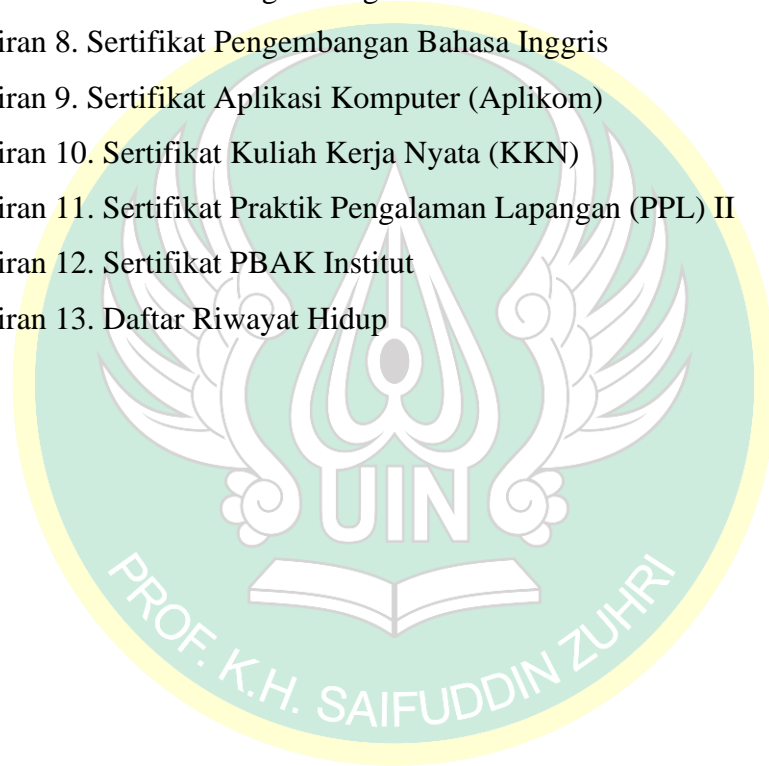 iran 8. Sertifikat Pengembangan Bahasa Inggris
iran 9. Sertifikat Aplikasi Komputer (Aplikom)
iran 10. Sertifikat Kuliah Kerja Nyata (KKN)
iran 11. Sertifikat Praktik Pengalaman Lapangan (PPL) II
iran 12. Sertifikat PBAK Institut
iran 13. Daftar Riwayat Hidup
UIN
PROF. K.H. SAIFUDDIN ZUHRI